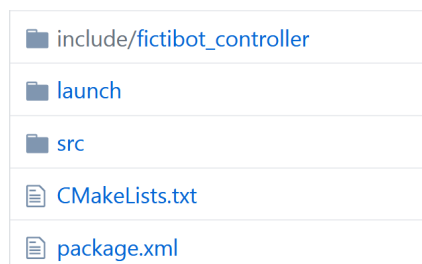 include/fictibot_controller
launch
src
CMakeLists.txt
package.xml